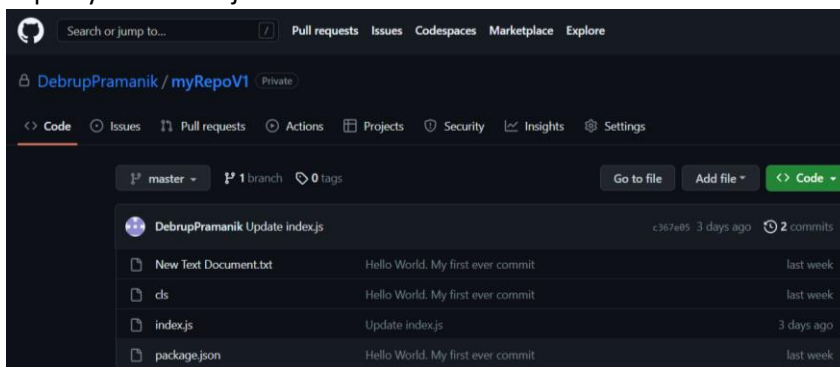 Search or jump to... / Pull requests Issues Codespaces Marketplace Explore
DebrupPramanik / myRepoV1 Private
<> Code Issues Pull requests Actions Projects Security Insights Settings
master 1 branch 0 tags Go to file Add file <> Code
DebrupPramanik Update index.js c367e05 3 days ago 2 commits
New Text Document.txt Hello World. My first ever commit last week
cls Hello World. My first ever commit last week
index.js Update index.js 3 days ago
package.json Hello World. My first ever commit last week